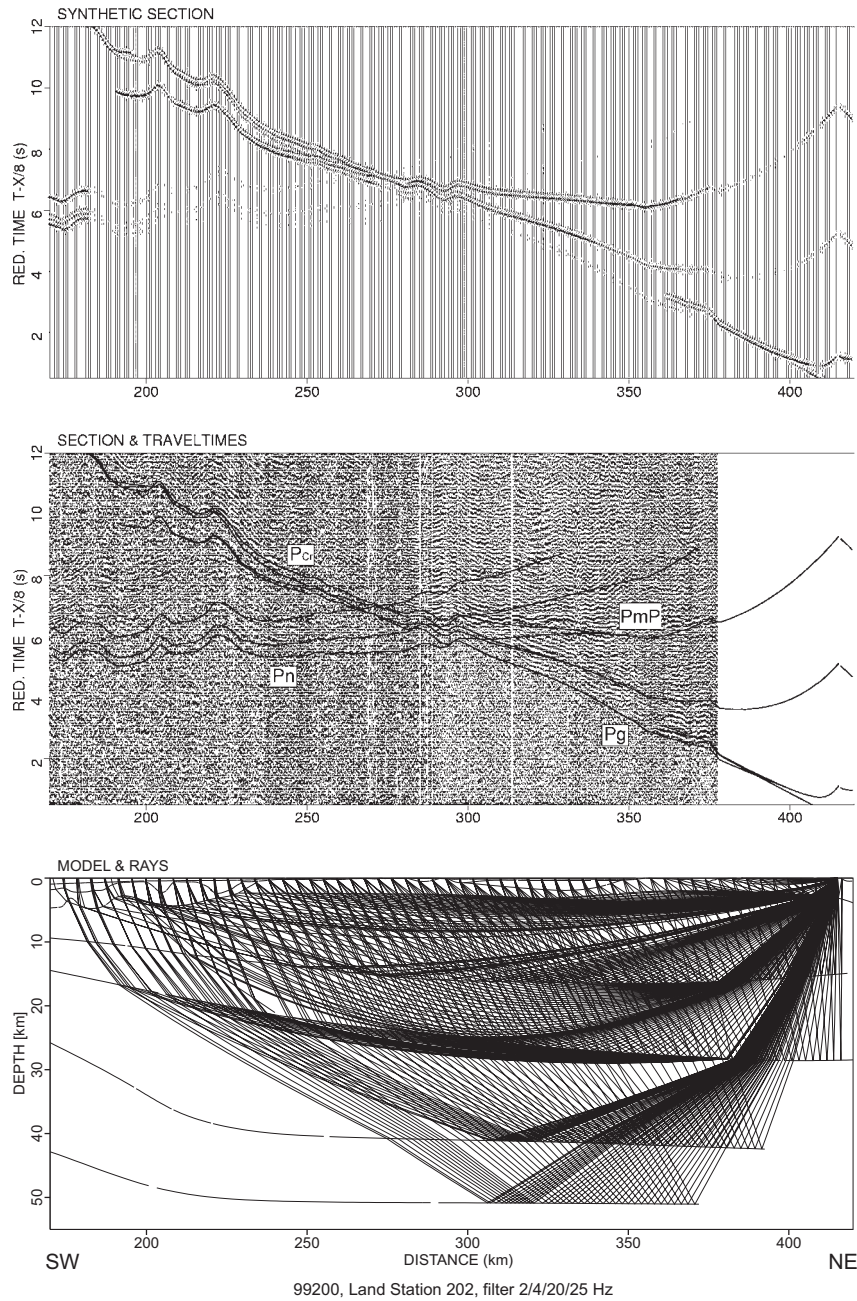 SYNTHETIC SECTION
12
10
8
6
4
2
RED. TIME T-X/8 (s)
200 250 300 350 400
SECTION & TRAVELTIMES
12
10
8
6
4
2
RED. TIME T-X/8 (s)
PCr
PmP
Pn
Pg
200 250 300 350 400
MODEL & RAYS
0
10
20
30
40
50
DEPTH [km]
200 250 300 350 400
SW DISTANCE (km) NE
99200, Land Station 202, filter 2/4/20/25 Hz